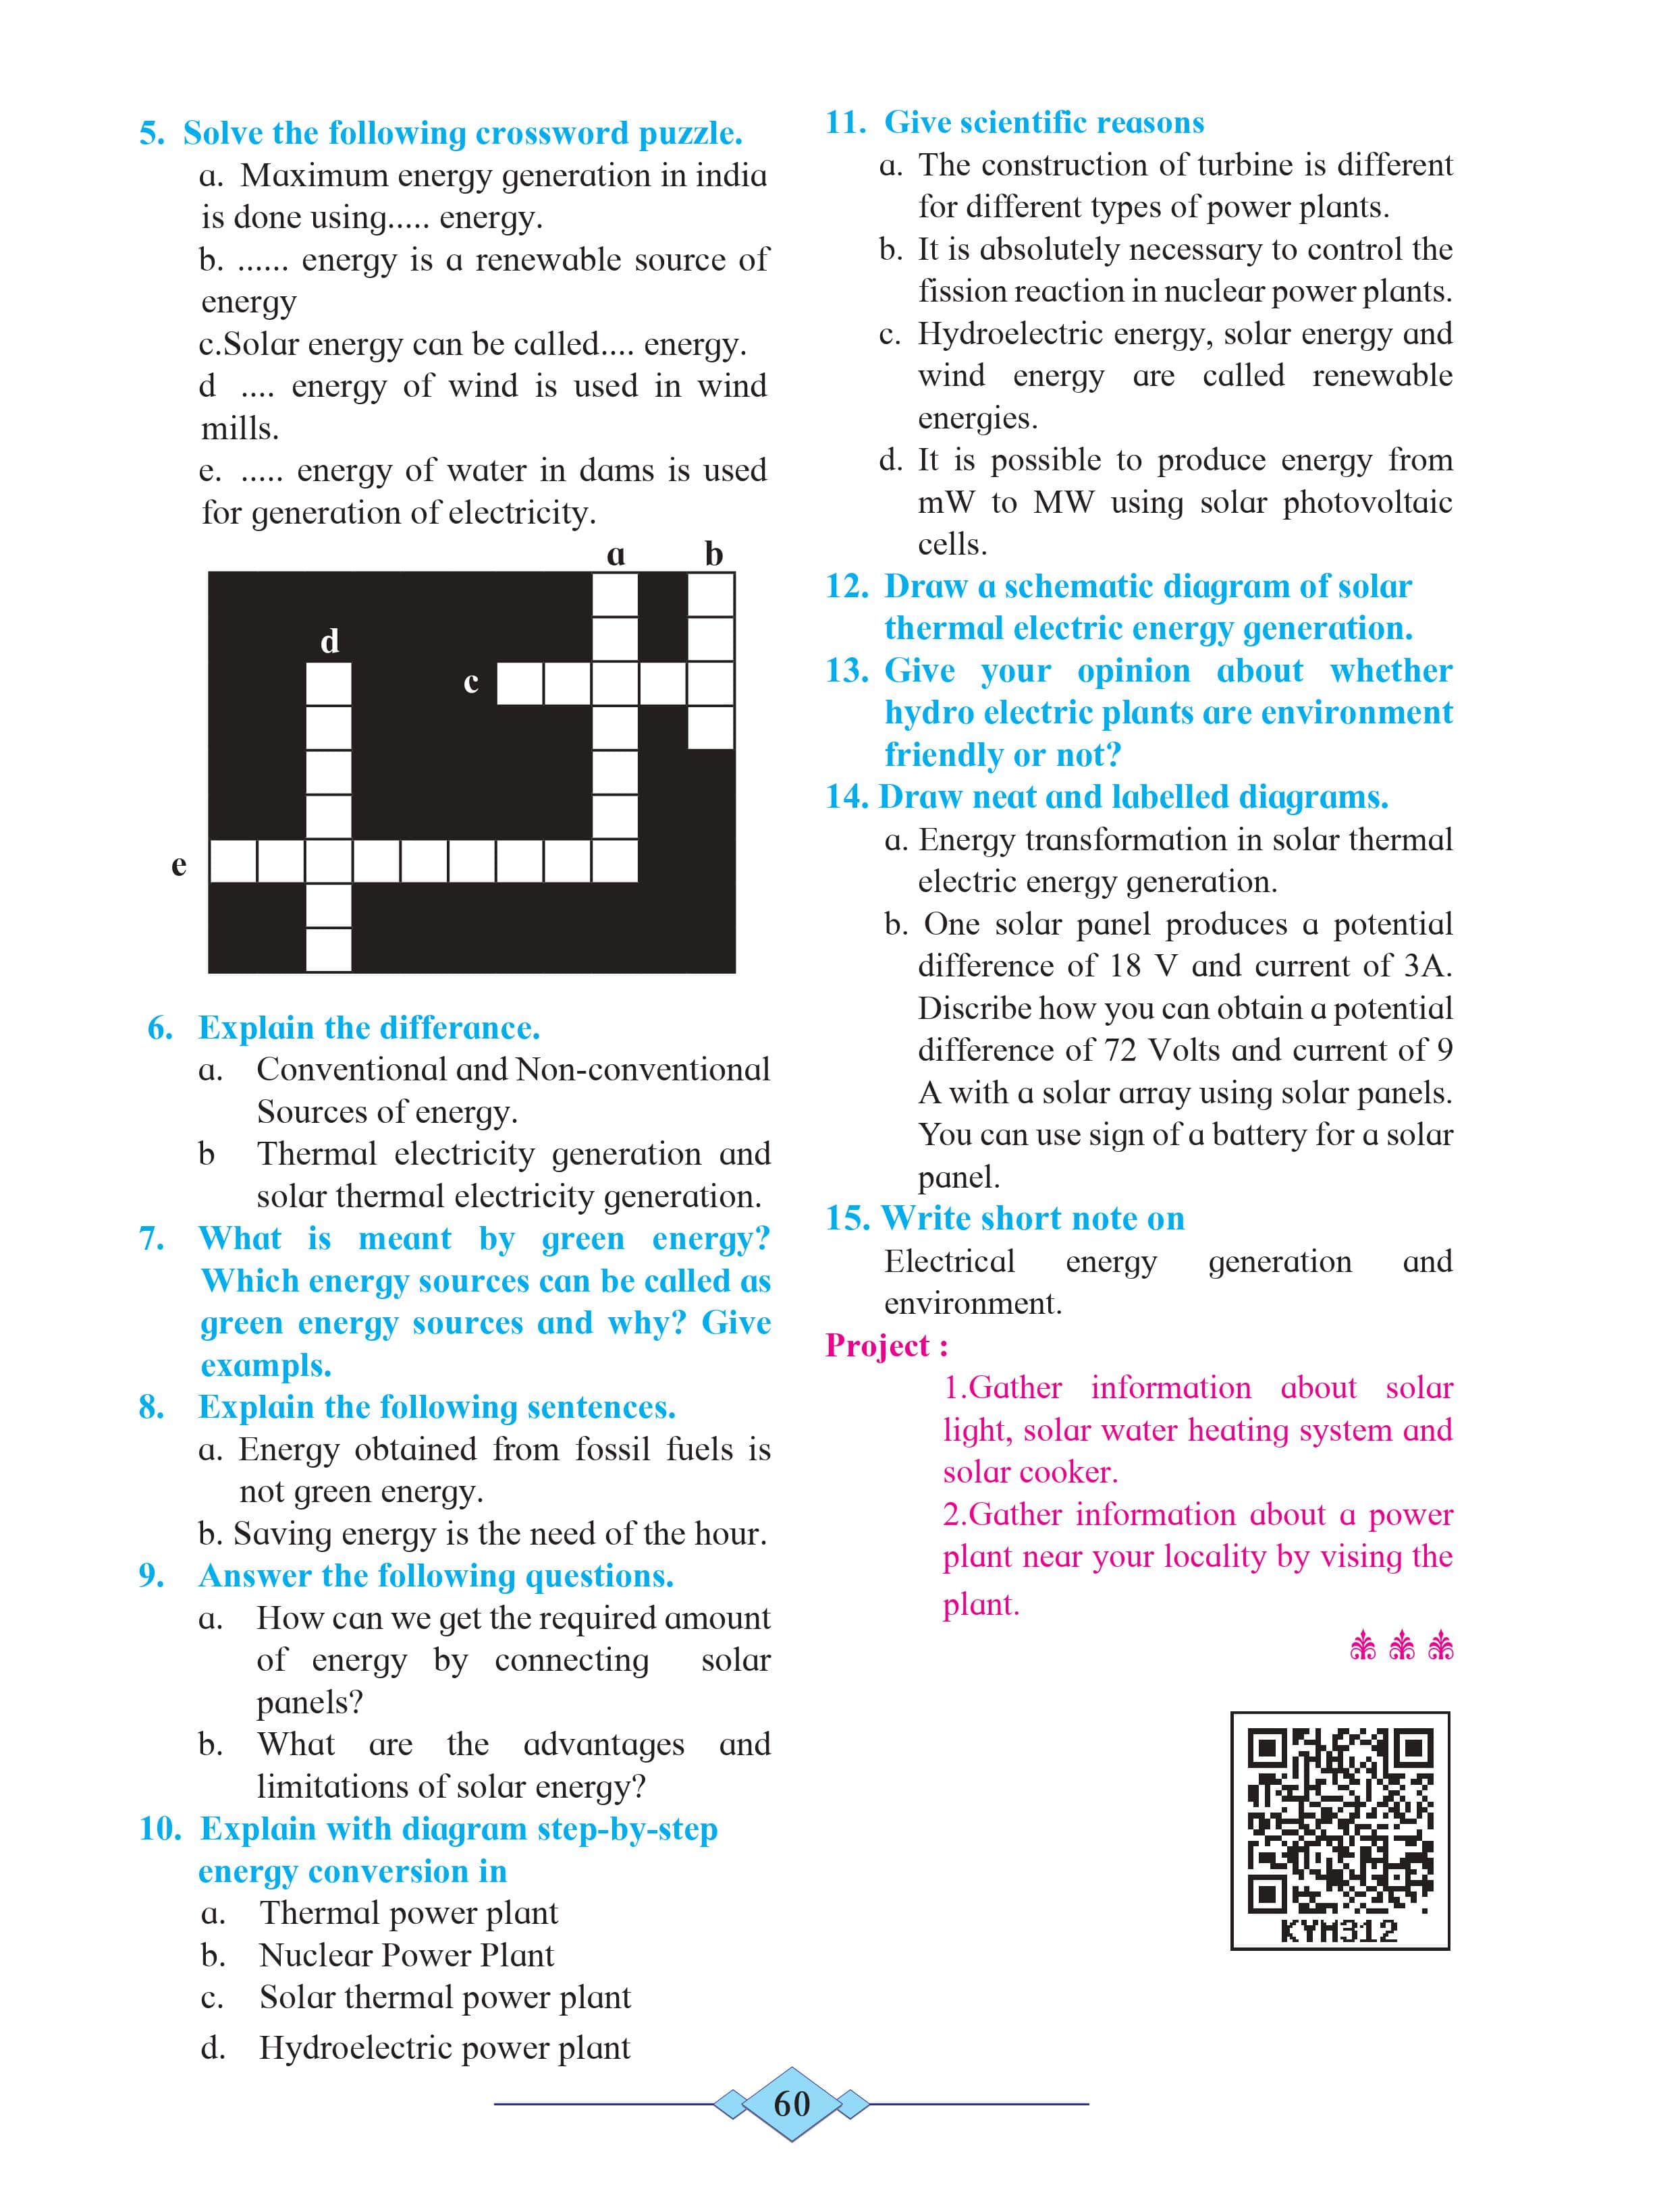 5. Solve the following crossword puzzle.
a. Maximum energy generation in india
is done using..... energy.
b. ...... energy is a renewable source of
energy
c.Solar energy can be called.... energy.
d .... energy of wind is used in wind
mills.
e. ..... energy of water in dams is used
for generation of electricity.
a b
d
c
e
6. Explain the differance.
a. Conventional and Non-conventional
Sources of energy.
b Thermal electricity generation and
solar thermal electricity generation.
7. What is meant by green energy?
Which energy sources can be called as
green energy sources and why? Give
exampls.
8. Explain the following sentences.
a. Energy obtained from fossil fuels is
not green energy.
b. Saving energy is the need of the hour.
9. Answer the following questions.
a. How can we get the required amount
of energy by connecting solar
panels?
b. What are the advantages and
limitations of solar energy?
10. Explain with diagram step-by-step
energy conversion in
a. Thermal power plant
b. Nuclear Power Plant
c. Solar thermal power plant
d. Hydroelectric power plant
11. Give scientific reasons
a. The construction of turbine is different
for different types of power plants.
b. It is absolutely necessary to control the
fission reaction in nuclear power plants.
c. Hydroelectric energy, solar energy and
wind energy are called renewable
energies.
d. It is possible to produce energy from
mW to MW using solar photovoltaic
cells.
12. Draw a schematic diagram of solar
thermal electric energy generation.
13. Give your opinion about whether
hydro electric plants are environment
friendly or not?
14. Draw neat and labelled diagrams.
a. Energy transformation in solar thermal
electric energy generation.
b. One solar panel produces a potential
difference of 18 V and current of 3A.
Discribe how you can obtain a potential
difference of 72 Volts and current of 9
A with a solar array using solar panels.
You can use sign of a battery for a solar
panel.
15. Write short note on
Electrical energy generation and
environment.
Project :
1.Gather information about solar
light, solar water heating system and
solar cooker.
2.Gather information about a power
plant near your locality by vising the
plant.
KYM312
60